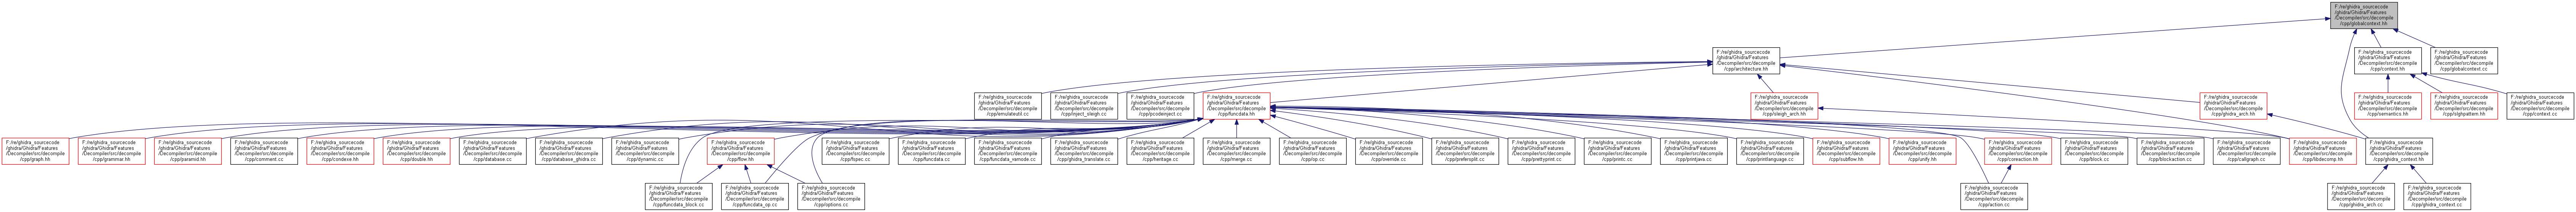 F:/re/ghidra_sourcecode
/ghidra/Ghidra/Features
/Decompiler/src/decompile
/cpp/globalcontext.hh
F:/re/ghidra_sourcecode
/ghidra/Ghidra/Features
/Decompiler/src/decompile
/cpp/architecture.hh
F:/re/ghidra_sourcecode
/ghidra/Ghidra/Features
/Decompiler/src/decompile
/cpp/context.hh
F:/re/ghidra_sourcecode
/ghidra/Ghidra/Features
/Decompiler/src/decompile
/cpp/globalcontext.cc
F:/re/ghidra_sourcecode
/ghidra/Ghidra/Features
/Decompiler/src/decompile
/cpp/emulateutil.cc
F:/re/ghidra_sourcecode
/ghidra/Ghidra/Features
/Decompiler/src/decompile
/cpp/inject_sleigh.cc
F:/re/ghidra_sourcecode
/ghidra/Ghidra/Features
/Decompiler/src/decompile
/cpp/pcodeinject.cc
F:/re/ghidra_sourcecode
/ghidra/Ghidra/Features
/Decompiler/src/decompile
/cpp/funcdata.hh
F:/re/ghidra_sourcecode
/ghidra/Ghidra/Features
/Decompiler/src/decompile
/cpp/sleigh_arch.hh
F:/re/ghidra_sourcecode
/ghidra/Ghidra/Features
/Decompiler/src/decompile
/cpp/ghidra_arch.hh
F:/re/ghidra_sourcecode
/ghidra/Ghidra/Features
/Decompiler/src/decompile
/cpp/semantics.hh
F:/re/ghidra_sourcecode
/ghidra/Ghidra/Features
/Decompiler/src/decompile
/cpp/slghpattern.hh
F:/re/ghidra_sourcecode
/ghidra/Ghidra/Features
/Decompiler/src/decompile
/cpp/context.cc
F:/re/ghidra_sourcecode
/ghidra/Ghidra/Features
/Decompiler/src/decompile
/cpp/graph.hh
F:/re/ghidra_sourcecode
/ghidra/Ghidra/Features
/Decompiler/src/decompile
/cpp/grammar.hh
F:/re/ghidra_sourcecode
/ghidra/Ghidra/Features
/Decompiler/src/decompile
/cpp/paramid.hh
F:/re/ghidra_sourcecode
/ghidra/Ghidra/Features
/Decompiler/src/decompile
/cpp/comment.cc
F:/re/ghidra_sourcecode
/ghidra/Ghidra/Features
/Decompiler/src/decompile
/cpp/condexe.hh
F:/re/ghidra_sourcecode
/ghidra/Ghidra/Features
/Decompiler/src/decompile
/cpp/double.hh
F:/re/ghidra_sourcecode
/ghidra/Ghidra/Features
/Decompiler/src/decompile
/cpp/database.cc
F:/re/ghidra_sourcecode
/ghidra/Ghidra/Features
/Decompiler/src/decompile
/cpp/database_ghidra.cc
F:/re/ghidra_sourcecode
/ghidra/Ghidra/Features
/Decompiler/src/decompile
/cpp/dynamic.cc
F:/re/ghidra_sourcecode
/ghidra/Ghidra/Features
/Decompiler/src/decompile
/cpp/flow.hh
F:/re/ghidra_sourcecode
/ghidra/Ghidra/Features
/Decompiler/src/decompile
/cpp/fspec.cc
F:/re/ghidra_sourcecode
/ghidra/Ghidra/Features
/Decompiler/src/decompile
/cpp/funcdata.cc
F:/re/ghidra_sourcecode
/ghidra/Ghidra/Features
/Decompiler/src/decompile
/cpp/funcdata_varnode.cc
F:/re/ghidra_sourcecode
/ghidra/Ghidra/Features
/Decompiler/src/decompile
/cpp/ghidra_translate.cc
F:/re/ghidra_sourcecode
/ghidra/Ghidra/Features
/Decompiler/src/decompile
/cpp/heritage.cc
F:/re/ghidra_sourcecode
/ghidra/Ghidra/Features
/Decompiler/src/decompile
/cpp/merge.cc
F:/re/ghidra_sourcecode
/ghidra/Ghidra/Features
/Decompiler/src/decompile
/cpp/op.cc
F:/re/ghidra_sourcecode
/ghidra/Ghidra/Features
/Decompiler/src/decompile
/cpp/override.cc
F:/re/ghidra_sourcecode
/ghidra/Ghidra/Features
/Decompiler/src/decompile
/cpp/prefersplit.cc
F:/re/ghidra_sourcecode
/ghidra/Ghidra/Features
/Decompiler/src/decompile
/cpp/prettyprint.cc
F:/re/ghidra_sourcecode
/ghidra/Ghidra/Features
/Decompiler/src/decompile
/cpp/printc.cc
F:/re/ghidra_sourcecode
/ghidra/Ghidra/Features
/Decompiler/src/decompile
/cpp/printjava.cc
F:/re/ghidra_sourcecode
/ghidra/Ghidra/Features
/Decompiler/src/decompile
/cpp/printlanguage.cc
F:/re/ghidra_sourcecode
/ghidra/Ghidra/Features
/Decompiler/src/decompile
/cpp/subflow.hh
F:/re/ghidra_sourcecode
/ghidra/Ghidra/Features
/Decompiler/src/decompile
/cpp/unify.hh
F:/re/ghidra_sourcecode
/ghidra/Ghidra/Features
/Decompiler/src/decompile
/cpp/coreaction.hh
F:/re/ghidra_sourcecode
/ghidra/Ghidra/Features
/Decompiler/src/decompile
/cpp/block.cc
F:/re/ghidra_sourcecode
/ghidra/Ghidra/Features
/Decompiler/src/decompile
/cpp/blockaction.cc
F:/re/ghidra_sourcecode
/ghidra/Ghidra/Features
/Decompiler/src/decompile
/cpp/callgraph.cc
F:/re/ghidra_sourcecode
/ghidra/Ghidra/Features
/Decompiler/src/decompile
/cpp/libdecomp.hh
F:/re/ghidra_sourcecode
/ghidra/Ghidra/Features
/Decompiler/src/decompile
/cpp/ghidra_context.hh
F:/re/ghidra_sourcecode
/ghidra/Ghidra/Features
/Decompiler/src/decompile
/cpp/funcdata_block.cc
F:/re/ghidra_sourcecode
/ghidra/Ghidra/Features
/Decompiler/src/decompile
/cpp/funcdata_op.cc
F:/re/ghidra_sourcecode
/ghidra/Ghidra/Features
/Decompiler/src/decompile
/cpp/options.cc
F:/re/ghidra_sourcecode
/ghidra/Ghidra/Features
/Decompiler/src/decompile
/cpp/action.cc
F:/re/ghidra_sourcecode
/ghidra/Ghidra/Features
/Decompiler/src/decompile
/cpp/ghidra_arch.cc
F:/re/ghidra_sourcecode
/ghidra/Ghidra/Features
/Decompiler/src/decompile
/cpp/ghidra_context.cc